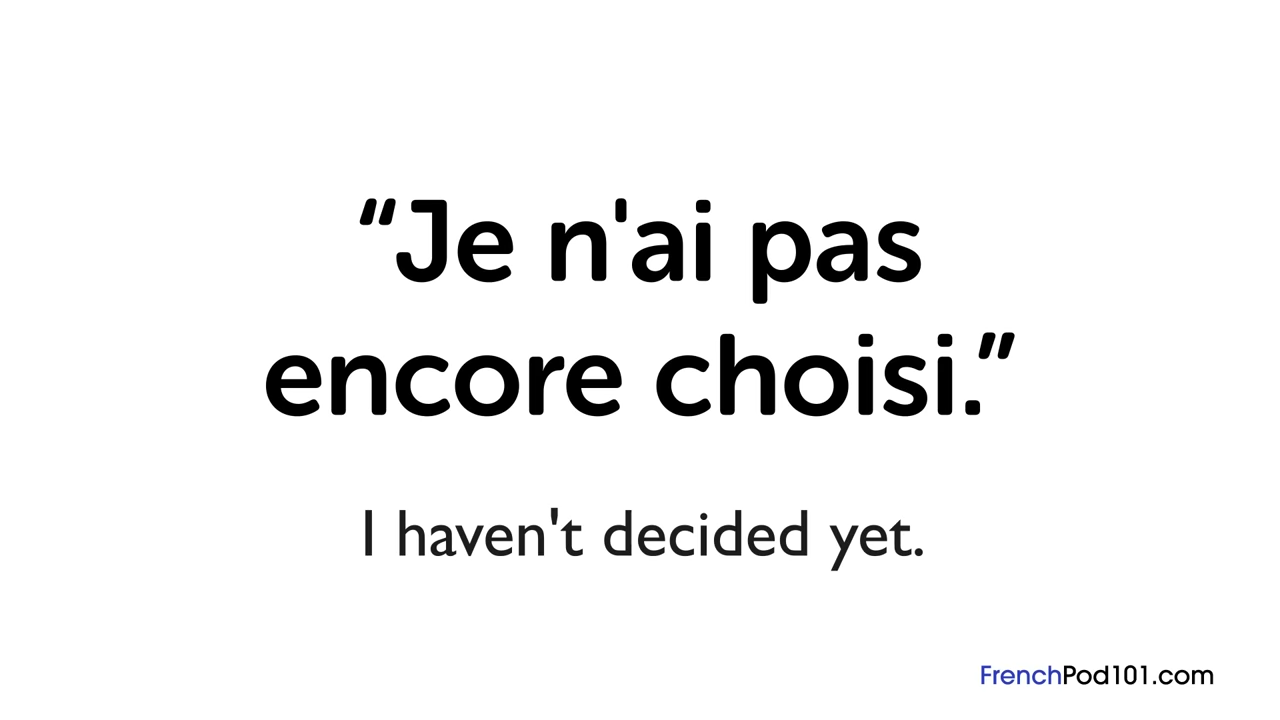 “Je n'ai pas
encore choisi.”
I haven't decided yet.
FrenchPod101.com